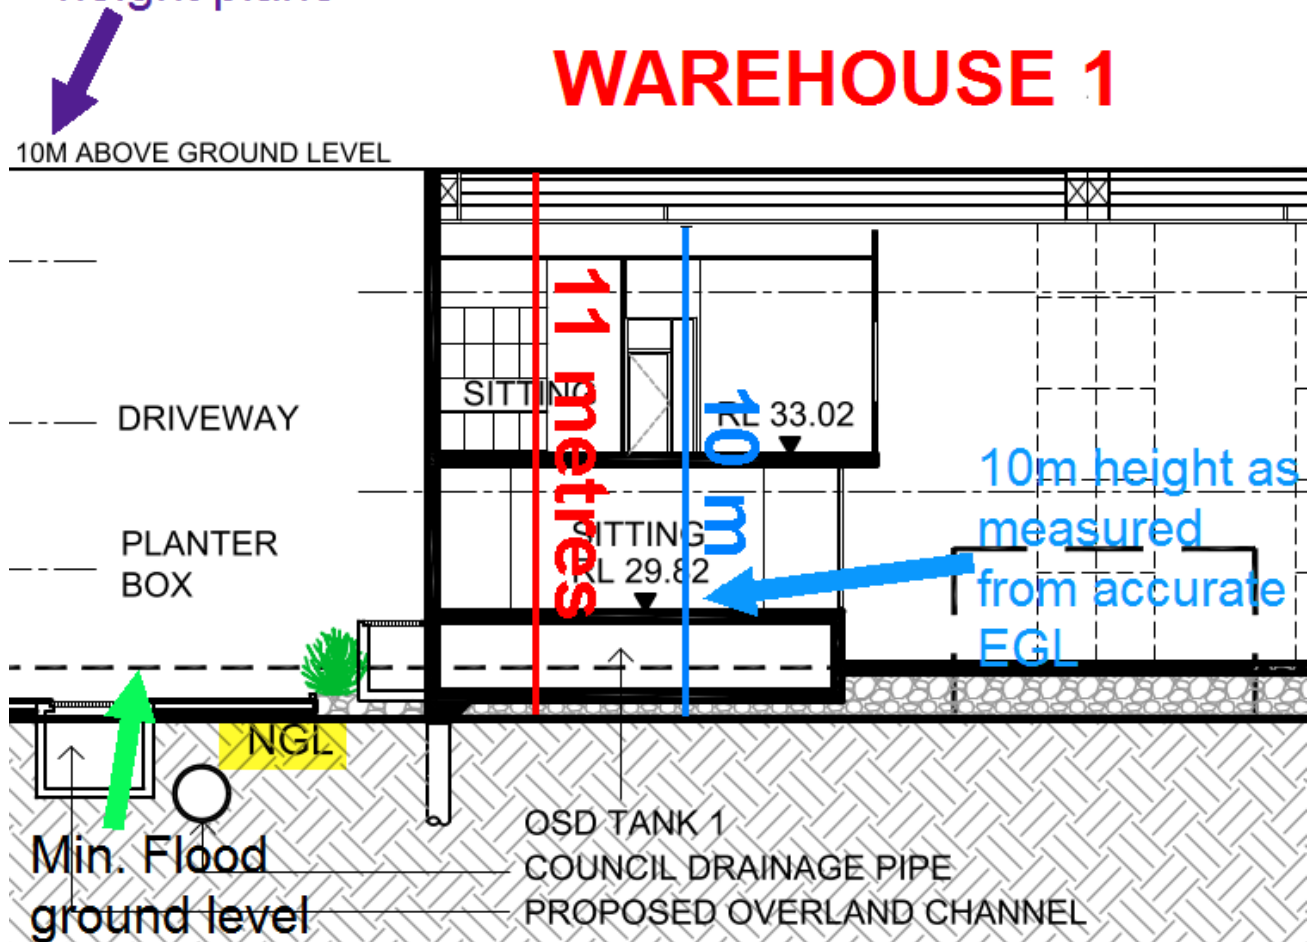 height plane
WAREHOUSE 1
10M ABOVE GROUND LEVEL
11 metres
10 m
SITTING
RL 33.02
DRIVEWAY
10m height as
measured
from accurate
EGL
PLANTER
BOX
SITTING
RL 29.82
NGL
Min. Flood
ground level
OSD TANK 1
COUNCIL DRAINAGE PIPE
PROPOSED OVERLAND CHANNEL